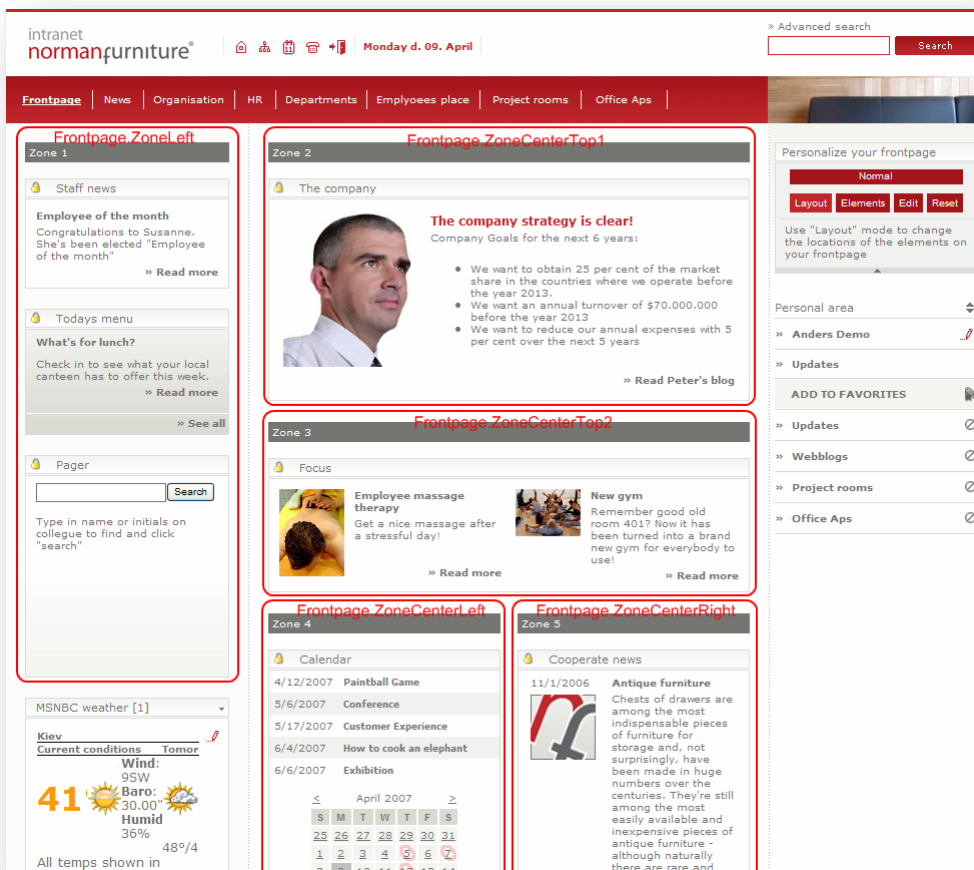 intranet
normanfurniture®
11
Monday d. 09. April
» Advanced search
Search
Frontpage
News
Organisation
HR
Departments
Emplyoees place
Project rooms
Office Aps
Frontpage.ZoneLeft
Zone 1
Staff news
Employee of the month
Congratulations to Susanne.
She's been elected "Employee
of the month"
» Read more
Todays menu
What's for lunch?
Check in to see what your local
canteen has to offer this week.
» Read more
» See all
Pager
Search
Type in name or initials on
collegue to find and click
"search"
MSNBC weather [1]
Kiev
Current conditions Tomor
41
Wind:
9SW
Baro:
30.00"
Humid
36%
48°/4
All temps shown in
Frontpage.ZoneCenterTop1
Zone 2
The company
The company strategy is clear!
Company Goals for the next 6 years:
• We want to obtain 25 per cent of the market
share in the countries where we operate before
the year 2013.
• We want an annual turnover of $70.000.000
before the year 2013
• We want to reduce our annual expenses with 5
per cent over the next 5 years
» Read Peter's blog
Frontpage.ZoneCenterTop2
Zone 3
Focus
Employee massage
therapy
Get a nice massage after
a stressful day!
» Read more
New gym
Remember good old
room 401? Now it has
been turned into a brand
new gym for everybody to
use!
» Read more
Frontpage.ZoneCenterLeft
Zone 4
Calendar
4/12/2007 Paintball Game
5/6/2007 Conference
5/17/2007 Customer Experience
6/4/2007 How to cook an elephant
6/6/2007 Exhibition
< April 2007 >
S M T W T F S
25 26 27 28 29 30 31
1 2 3 4 5 6 7
8 9 10 11 12 13 14
Frontpage.ZoneCenterRight
Zone 5
Cooperate news
11/1/2006
Antique furniture
Chests of drawers are
among the most
indispensable pieces
of furniture for
storage and, not
surprisingly, have
been made in huge
numbers over the
centuries. They're still
among the most
easily available and
inexpensive pieces of
antique furniture -
although naturally
there are rare and
Personalize your frontpage
Normal
Layout Elements Edit Reset
Use "Layout" mode to change
the locations of the elements on
your frontpage
Personal area
» Anders Demo
» Updates
ADD TO FAVORITES
» Updates
» Webblogs
» Project rooms
» Office Aps